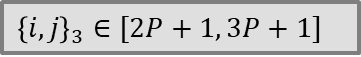 {i,j}₃ ∈ [2P + 1,3P + 1]